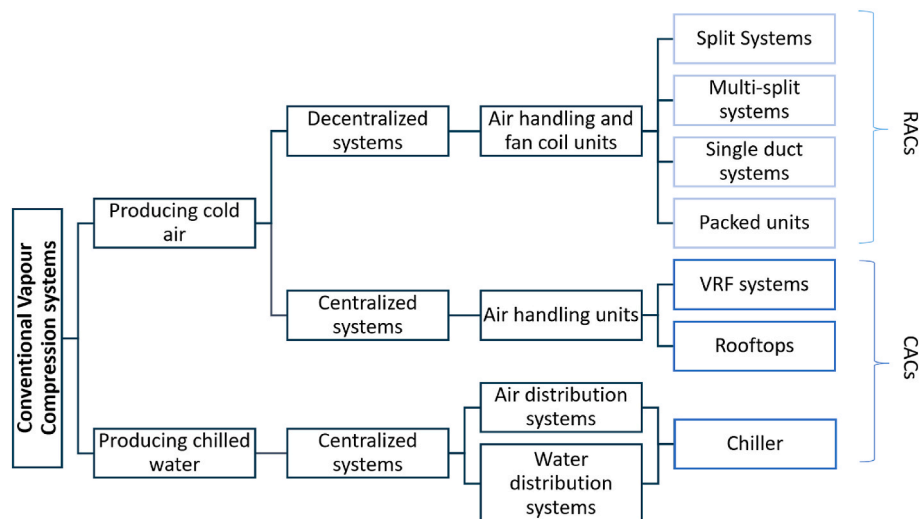 Conventional Vapour
Compression systems
Producing cold
air
Producing chilled
water
Decentralized
systems
Centralized
systems
Centralized
systems
Air handling and
fan coil units
Air handling units
Air distribution
systems
Water
distribution
systems
Split Systems
Multi-split
systems
Single duct
systems
Packed units
VRF systems
Rooftops
Chiller
RACs
CACs